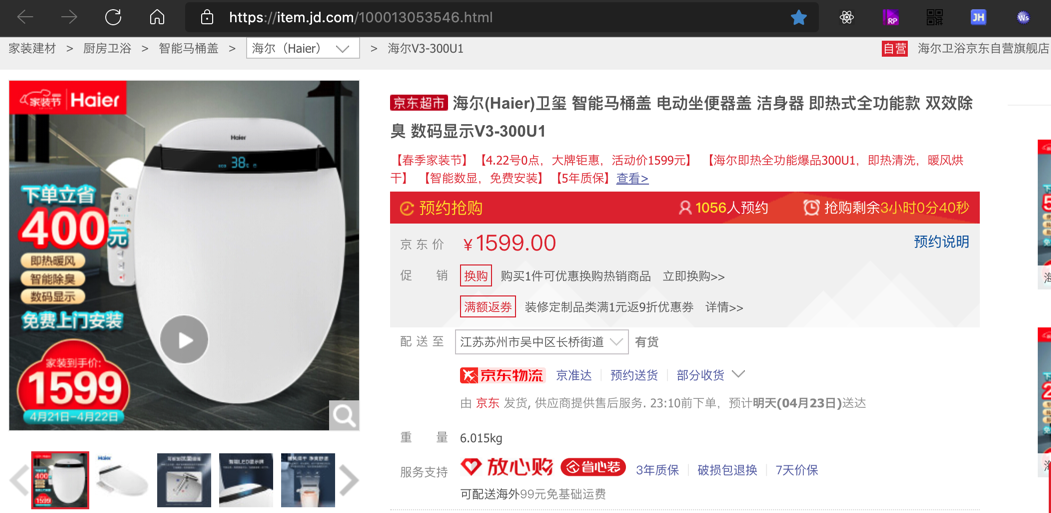 https://item.jd.com/100013053546.html
家装建材 > 厨房卫浴 > 智能马桶盖 > 海尔（Haier） > 海尔V3-300U1
自营 海尔卫浴京东自营旗舰店
家装节 Haier
Haier
38
下单立省
400元
即热暖风
智能除臭
数码显示
免费上门安装
家装到手价:
1599
4月21日~4月22日
京东超市 海尔(Haier)卫玺 智能马桶盖 电动坐便器盖 洁身器 即热式全功能款 双效除
臭 数码显示V3-300U1
【春季家装节】【4.22号0点，大牌钜惠，活动价1599元】【海尔即热全功能爆品300U1，即热清洗，暖风烘
干】【智能数显，免费安装】【5年质保】查看>
预约抢购 1056人预约 抢购剩余3小时0分40秒
京东价 ￥1599.00 预约说明
促 销 换购 购买1件可优惠换购热销商品 立即换购>>
满额返券 装修定制品类满1元返9折优惠券 详情>>
配送至 江苏苏州市吴中区长桥街道 有货
京东物流 京准达 预约送货 部分收货
由 京东 发货, 供应商提供售后服务. 23:10前下单，预计明天(04月23日)送达
重 量 6.015kg
服务支持 放心购 省心装 3年质保 破损包退换 7天价保
可配送海外99元免基础运费